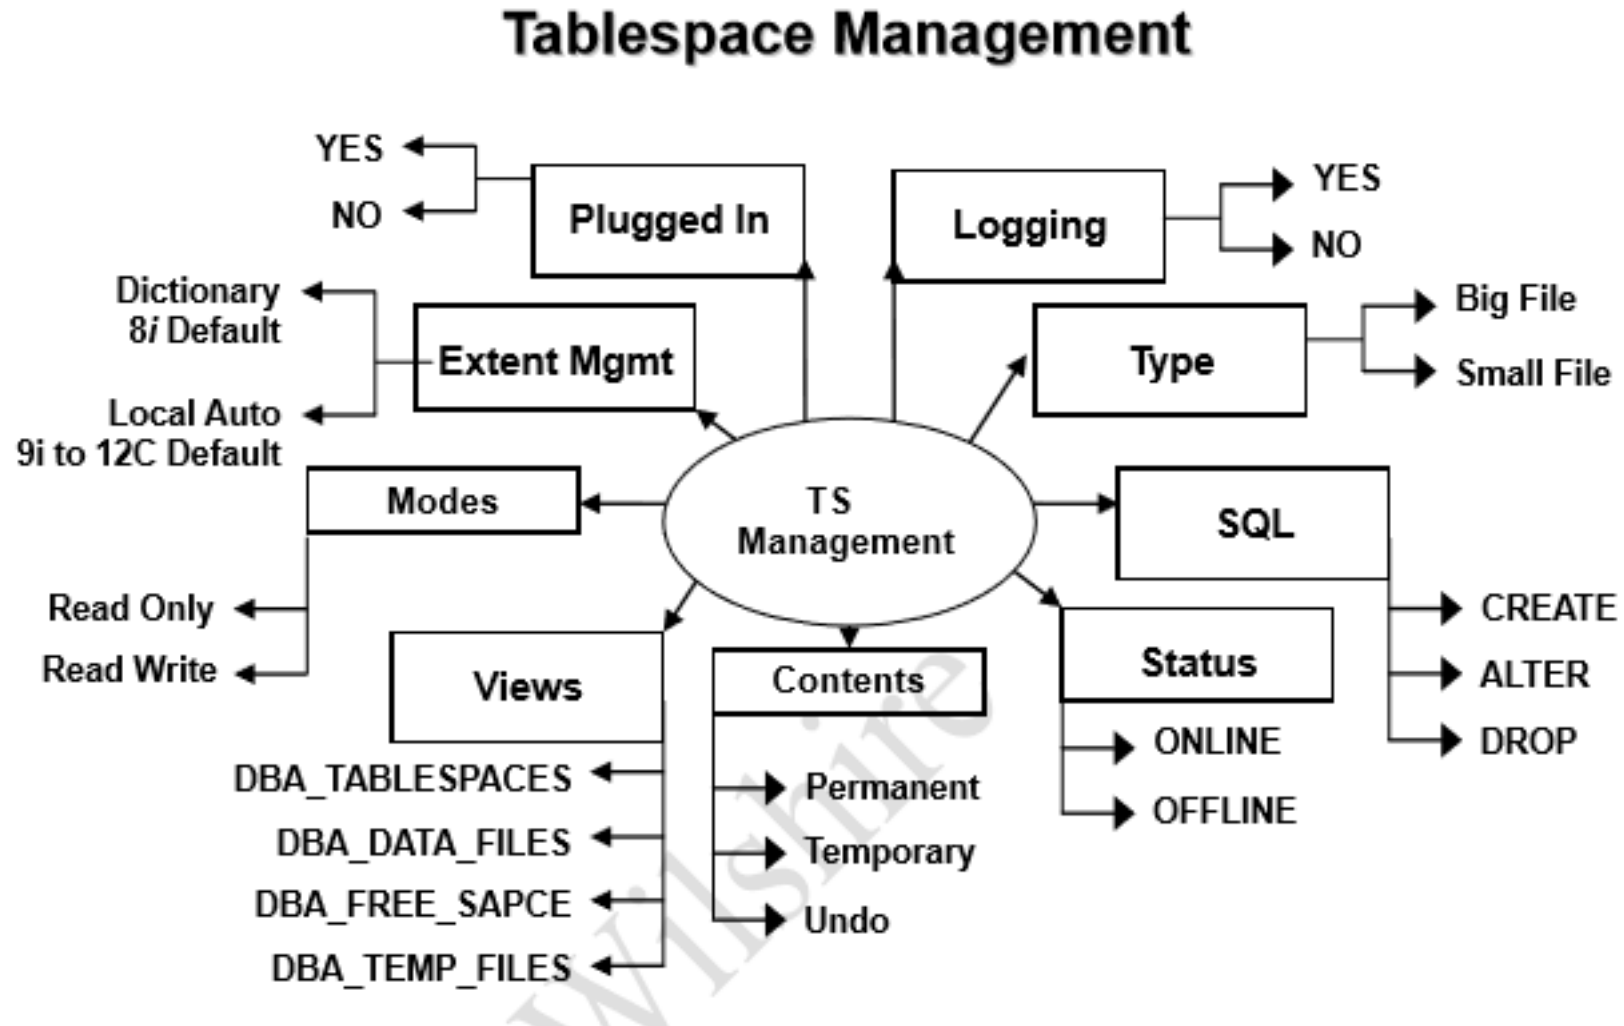 Tablespace Management
YES
NO
Plugged In
Logging
YES
NO
Dictionary
8i Default
Local Auto
9i to 12C Default
Extent Mgmt
Type
Big File
Small File
Modes
Read Only
Read Write
TS
Management
SQL
CREATE
ALTER
DROP
Views
DBA_TABLESPACES
DBA_DATA_FILES
DBA_FREE_SAPCE
DBA_TEMP_FILES
Contents
Permanent
Temporary
Undo
Status
ONLINE
OFFLINE
Wilshire